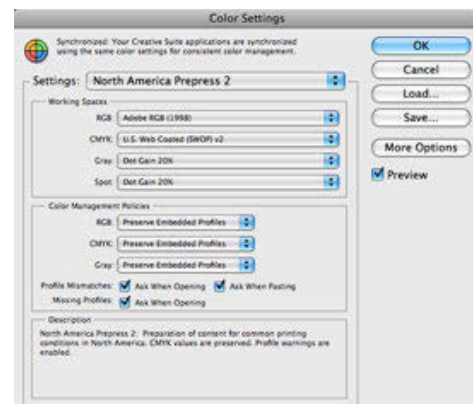 Color Settings
Synchronized: Your Creative Suite applications are synchronized
using the same color settings for consistent color management.
OK
Cancel
Load...
Save...
More Options
Preview
Settings: North America Prepress 2
Working Spaces
RGB: Adobe RGB (1998)
CMYK: U.S. Web Coated (SWOP) v2
Gray: Dot Gain 20%
Spot: Dot Gain 20%
Color Management Policies
RGB: Preserve Embedded Profiles
CMYK: Preserve Embedded Profiles
Gray: Preserve Embedded Profiles
Profile Mismatches: Ask When Opening Ask When Pasting
Missing Profiles: Ask When Opening
Description
North America Prepress 2: Preparation of content for common printing
conditions in North America. CMYK values are preserved. Profile warnings are
enabled.